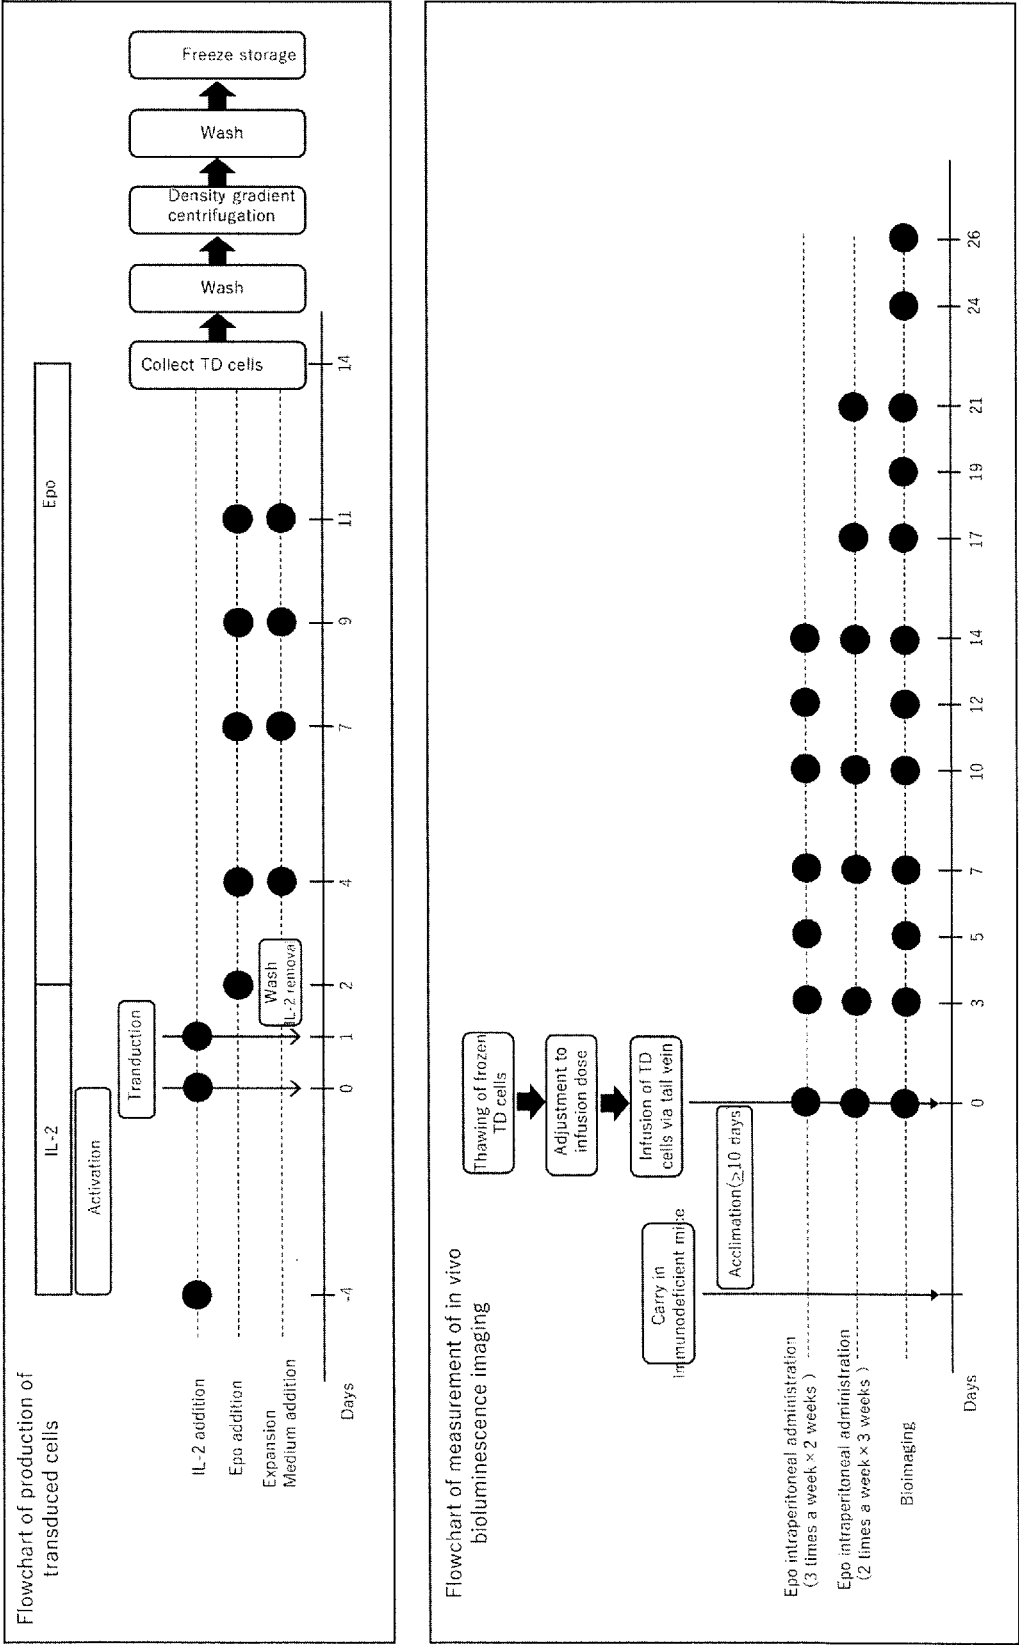 Flowchart of production of
transduced cells
IL-2
Epo
Activation
Tranduction
IL-2 addition
Epo addition
Expansion
Medium addition
Wash
IL-2 removal
Collect TD cells
Wash
Density gradient
centrifugation
Wash
Freeze storage
Days
-4
0
1
2
4
7
9
11
14
Flowchart of measurement of in vivo
bioluminescence imaging
Thawing of frozen
TD cells
Adjustment to
infusion dose
Infusion of TD
cells via tail vein
Carry in
immunodeficient mice
Acclimation(≥10 days
Epo intraperitoneal administration
(3 times a week×2 weeks )
Epo intraperitoneal administration
(2 times a week×3 weeks )
Bioimaging
Days
0
3
5
7
10
12
14
17
19
21
24
26